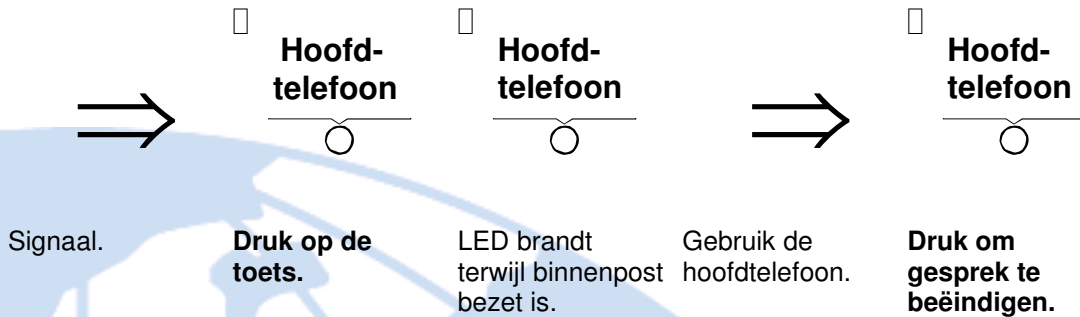 Hoofd-
telefoon
Hoofd-
telefoon
Hoofd-
telefoon
Signaal.
Druk op de
toets.
LED brandt
terwijl binnenpost
bezet is.
Gebruik de
hoofdtelefoon.
Druk om
gesprek te
beëindigen.